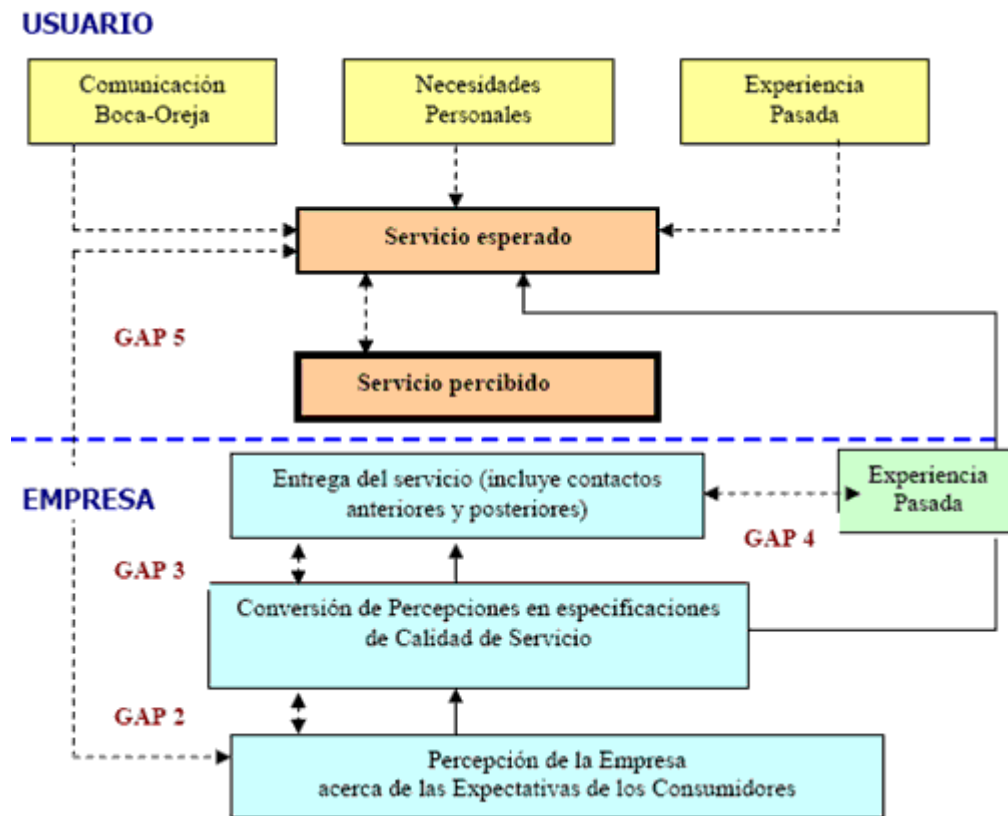 USUARIO
Comunicación
Boca-Oreja
Necesidades
Personales
Experiencia
Pasada
Servicio esperado
GAP 5
Servicio percibido
EMPRESA
Entrega del servicio (incluye contactos
anteriores y posteriores)
Experiencia
Pasada
GAP 4
GAP 3
Conversión de Percepciones en especificaciones
de Calidad de Servicio
GAP 2
Percepción de la Empresa
acerca de las Expectativas de los Consumidores